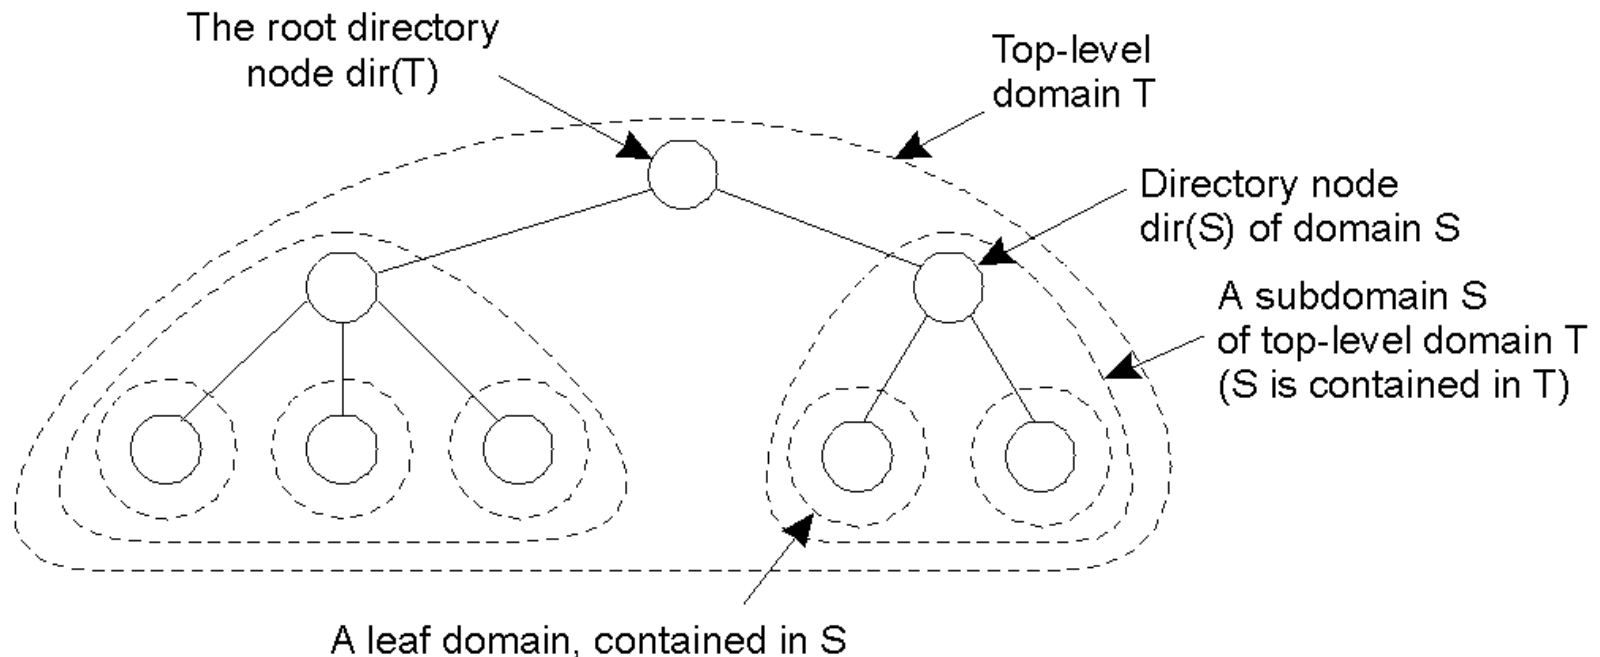 The root directory
node dir(T)
Top-level
domain T
Directory node
dir(S) of domain S
A subdomain S
of top-level domain T
(S is contained in T)
A leaf domain, contained in S